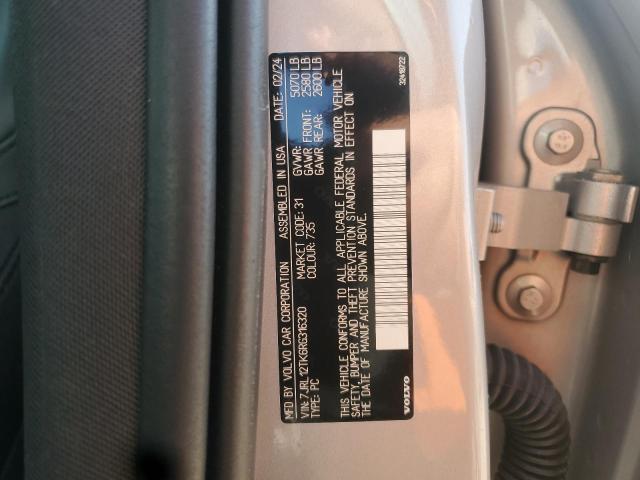 MFD BY VOLVO CAR CORPORATION ASSEMBLED IN USA DATE: 02/24
VIN: 7JRL12TK6RG316320 MARKET CODE: 31 GVWR: 5070 LB
TYPE: PC COLOUR: 735 GAWR FRONT: 2580 LB
GAWR REAR: 2600 LB
THIS VEHICLE CONFORMS TO ALL APPLICABLE FEDERAL MOTOR VEHICLE
SAFETY, BUMPER AND THEFT PREVENTION STANDARDS IN EFFECT ON
THE DATE OF MANUFACTURE SHOWN ABOVE.
VOLVO 32416722